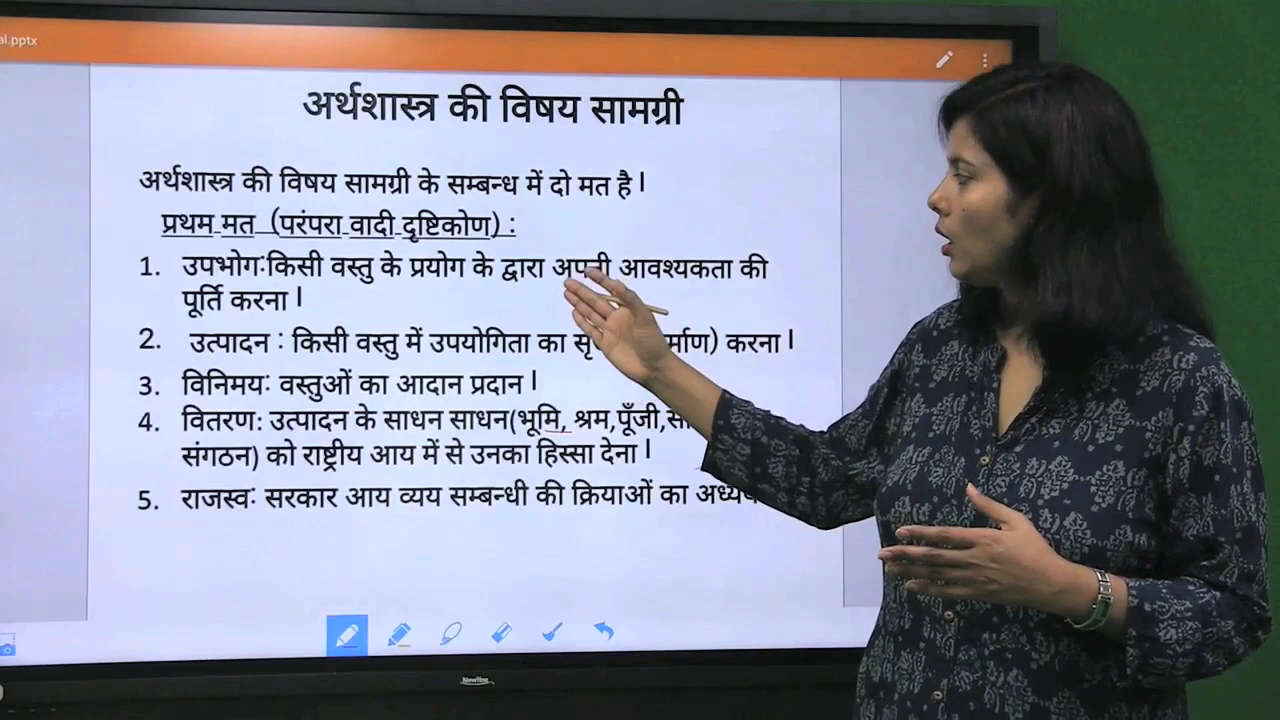 al.pptx
अर्थशास्त्र की विषय सामग्री
अर्थशास्त्र की विषय सामग्री के सम्बन्ध में दो मत है।
प्रथम मत (परंपरा वादी दृष्टिकोण) :
1. उपभोग:किसी वस्तु के प्रयोग के द्वारा आवश्यकता की
पूर्ति करना।
2. उत्पादन : किसी वस्तु में उपयोगिता का करना।
3. विनिमय: वस्तुओं का आदान प्रदान।
4. वितरण: उत्पादन के साधन साधन(भूमि, श्रम,पूँजी,
संगठन) को राष्ट्रीय आय में से उनका हिस्सा देना।
5. राजस्व: सरकार आय व्यय सम्बन्धी की क्रियाओं का
Newline